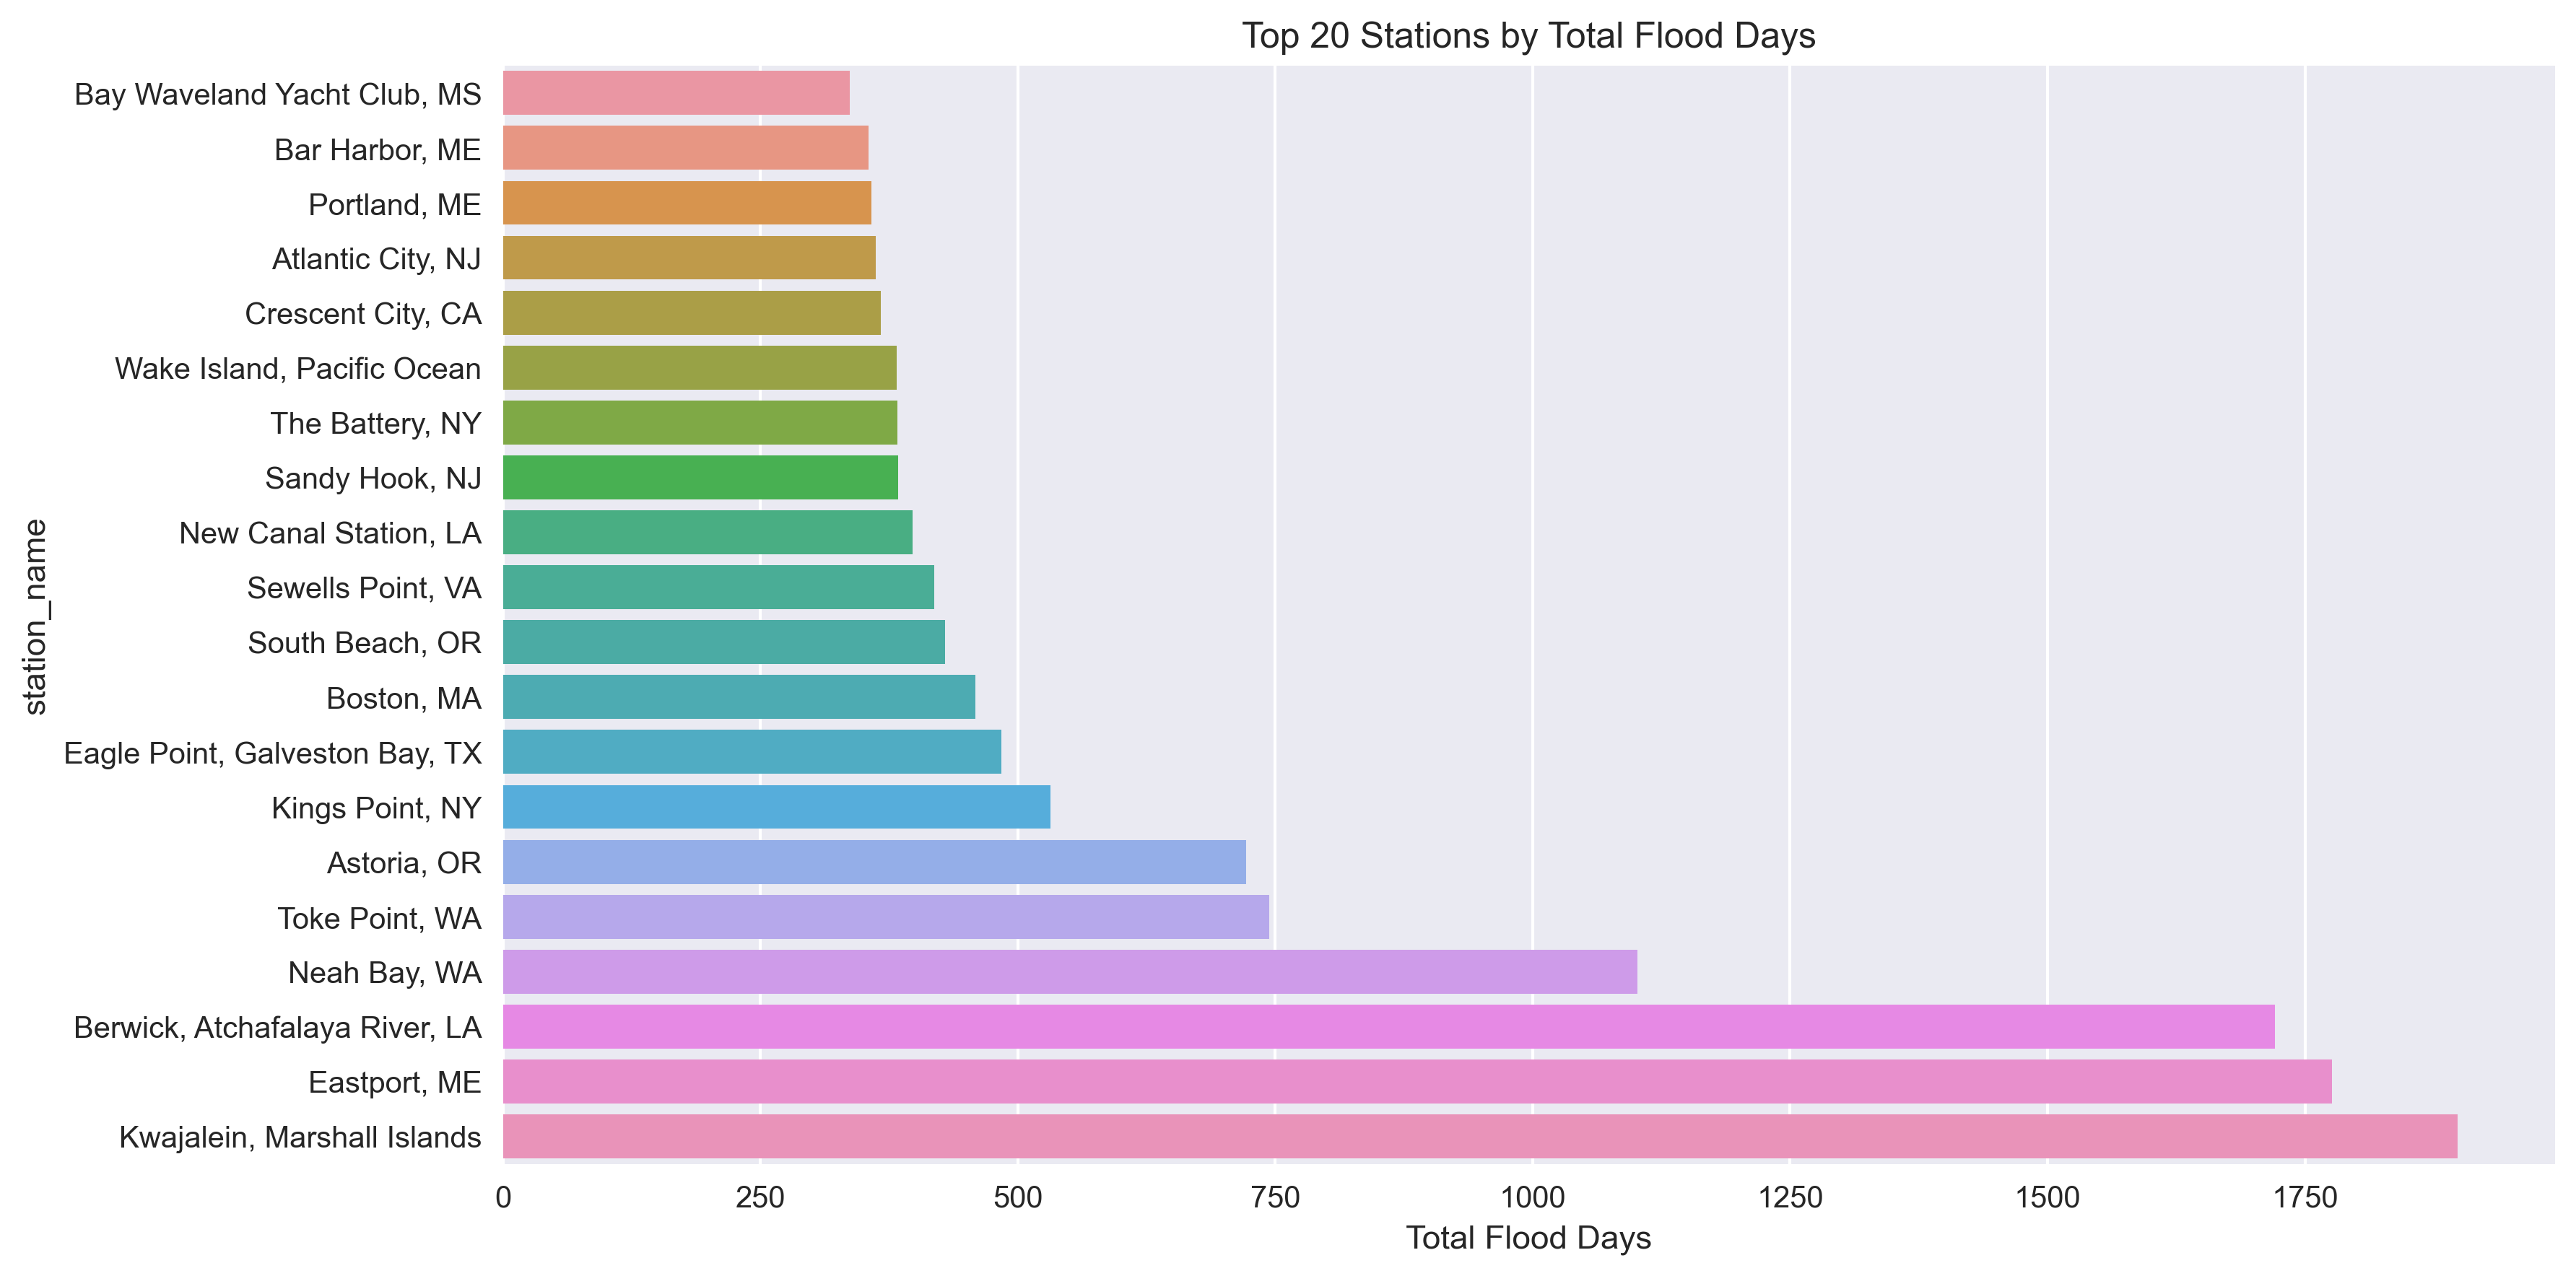 Top 20 Stations by Total Flood Days
Bay Waveland Yacht Club, MS
Bar Harbor, ME
Portland, ME
Atlantic City, NJ
Crescent City, CA
Wake Island, Pacific Ocean
The Battery, NY
Sandy Hook, NJ
New Canal Station, LA
Sewells Point, VA
South Beach, OR
Boston, MA
Eagle Point, Galveston Bay, TX
Kings Point, NY
Astoria, OR
Toke Point, WA
Neah Bay, WA
Berwick, Atchafalaya River, LA
Eastport, ME
Kwajalein, Marshall Islands
station_name
0 250 500 750 1000 1250 1500 1750
Total Flood Days